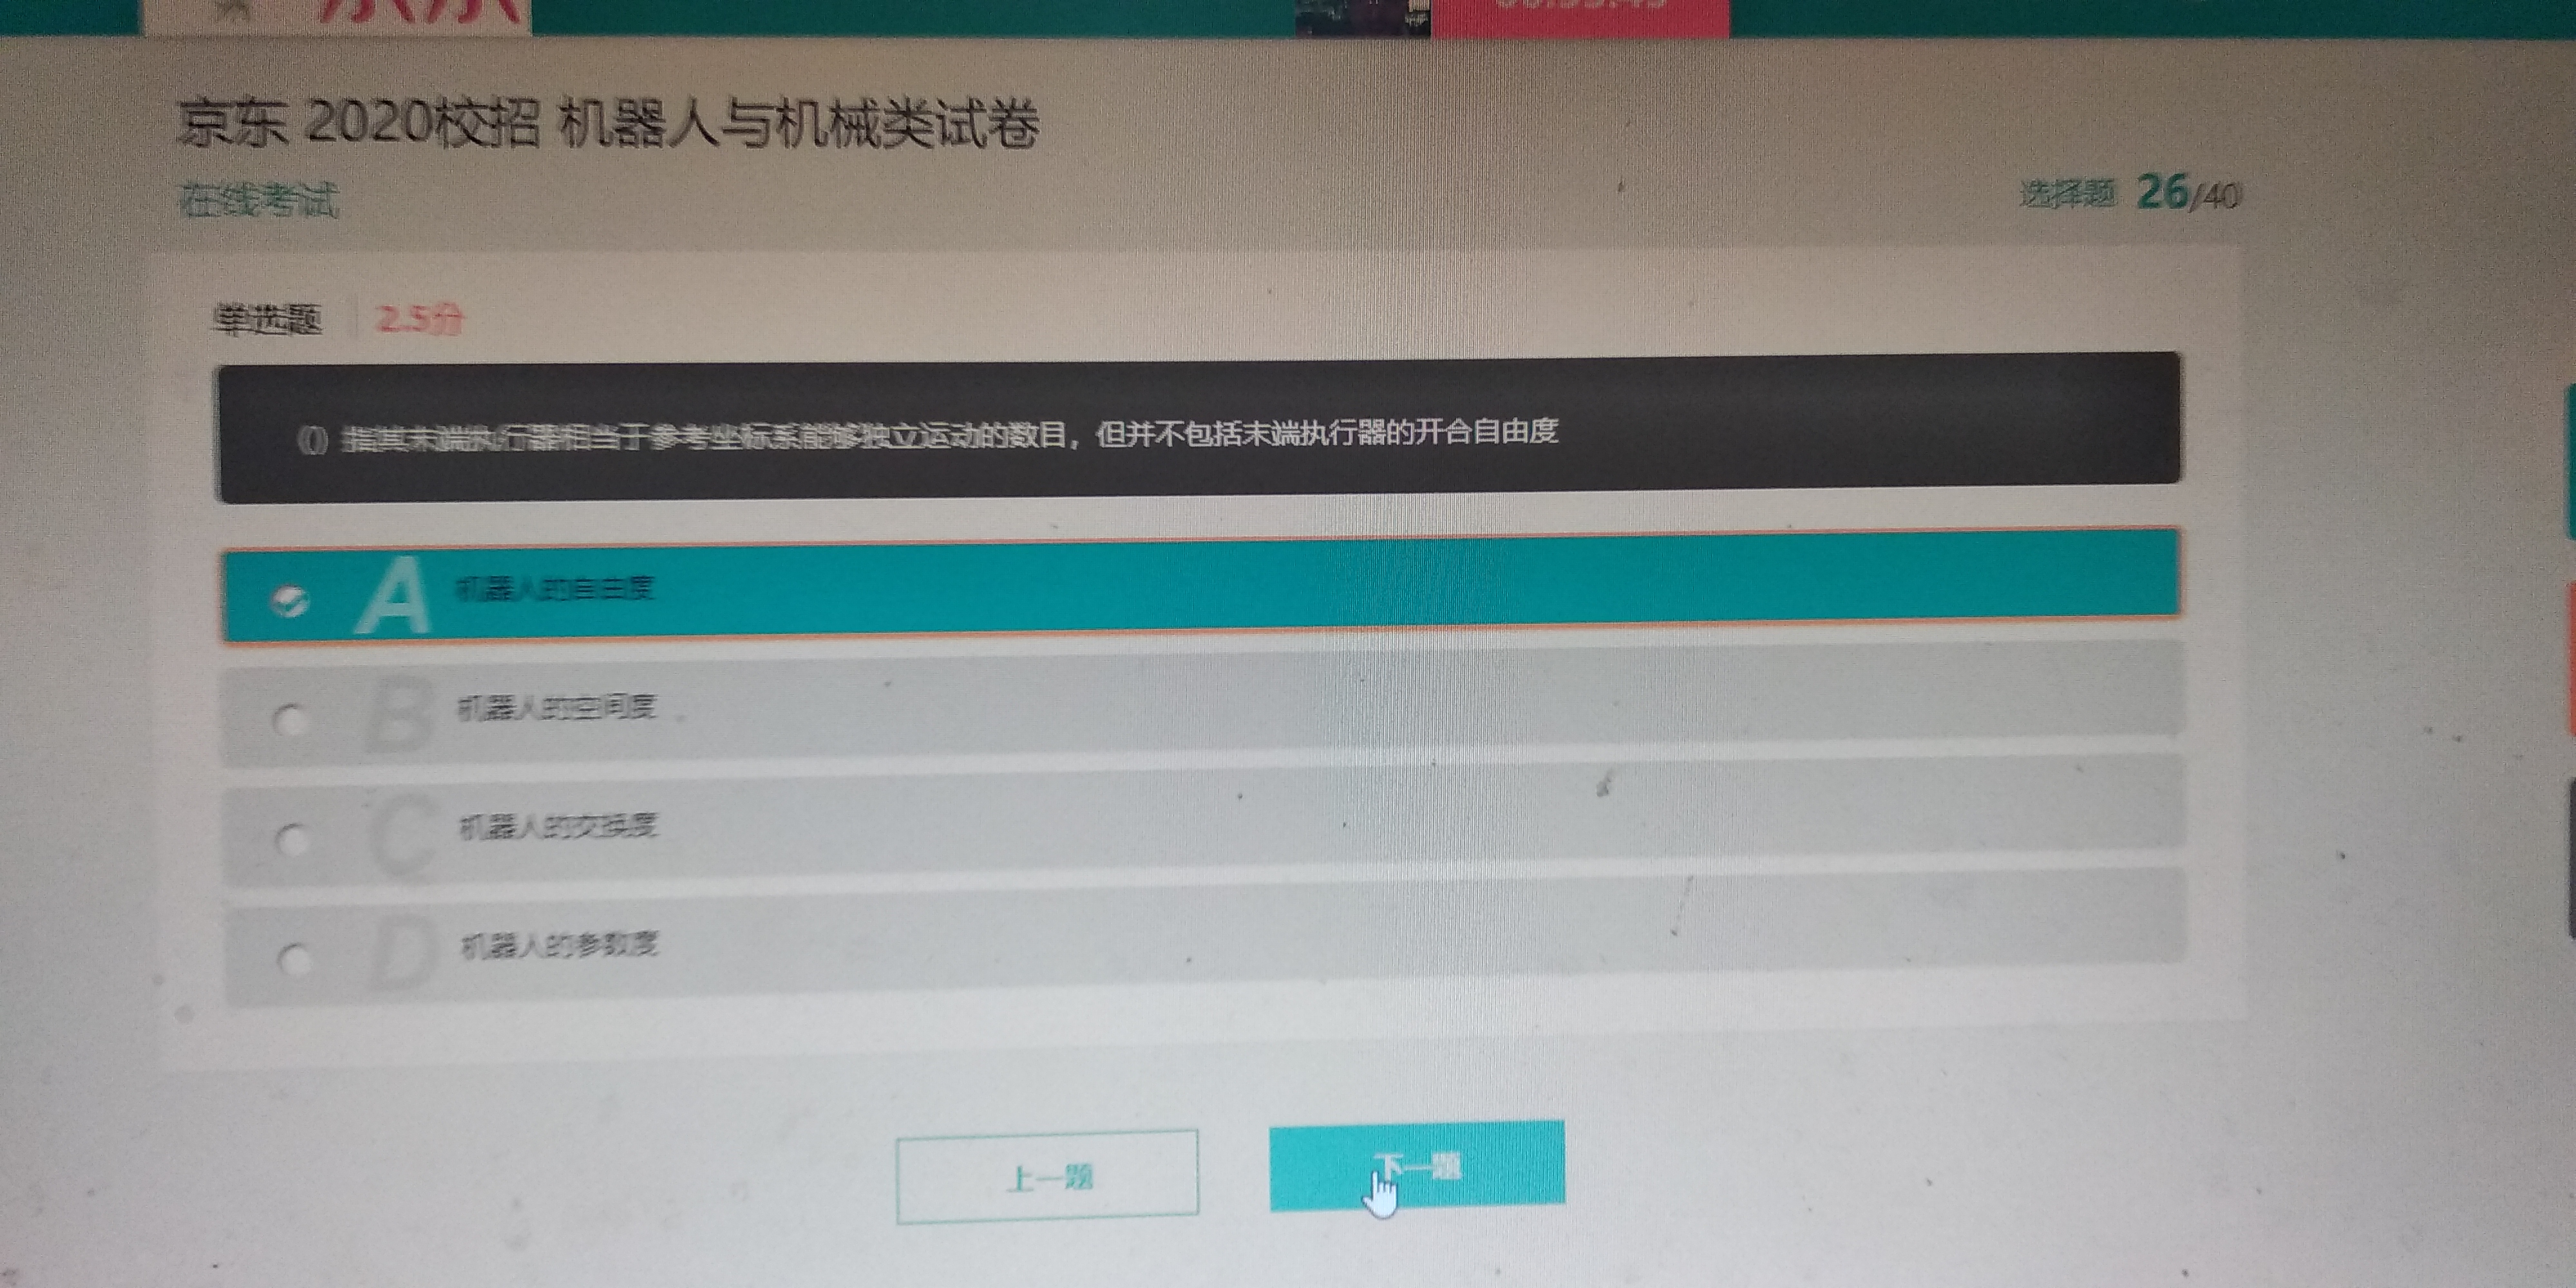 京东 2020校招 机器人与机械类试卷
在线考试
选择题 26/40
单选题 2.5分
() 指其末端执行器相当于参考坐标系能够独立运动的数目，但并不包括末端执行器的开合自由度
A 机器人的自由度
B 机器人的空间度
C 机器人的交换度
D 机器人的参数度
上一题 下一题